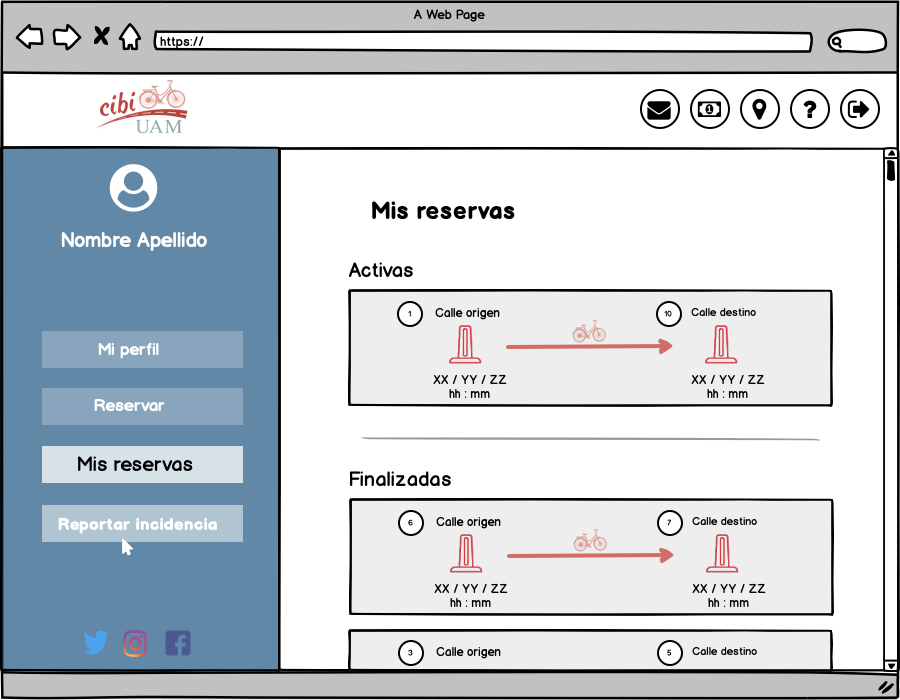 A Web Page
https://
cibi
UAM
1
?
Nombre Apellido
Mi perfil
Reservar
Mis reservas
Reportar incidencia
Mis reservas
Activas
1 Calle origen 10 Calle destino
XX / YY / ZZ XX / YY / ZZ
hh : mm hh : mm
Finalizadas
6 Calle origen 7 Calle destino
XX / YY / ZZ XX / YY / ZZ
hh : mm hh : mm
3 Calle origen 5 Calle destino